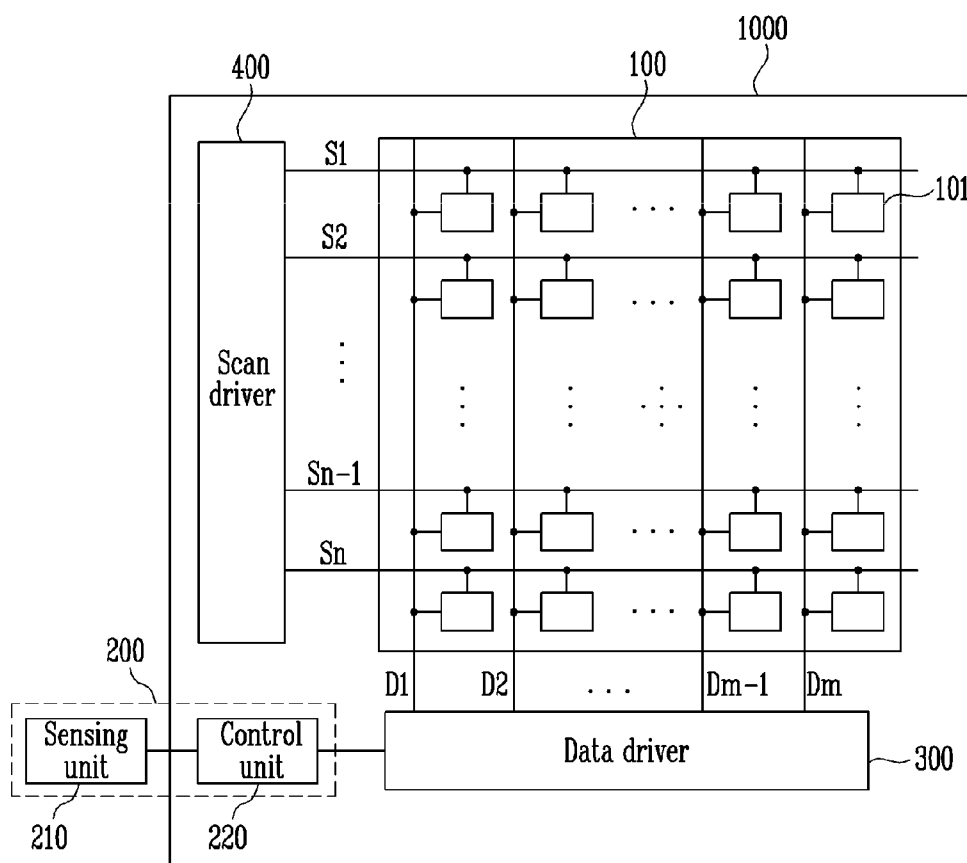 1000
400
100
S1
101
S2
Scan
driver
Sn-1
Sn
200
D1
D2
Dm-1
Dm
Sensing
unit
Control
unit
Data driver
300
210
220